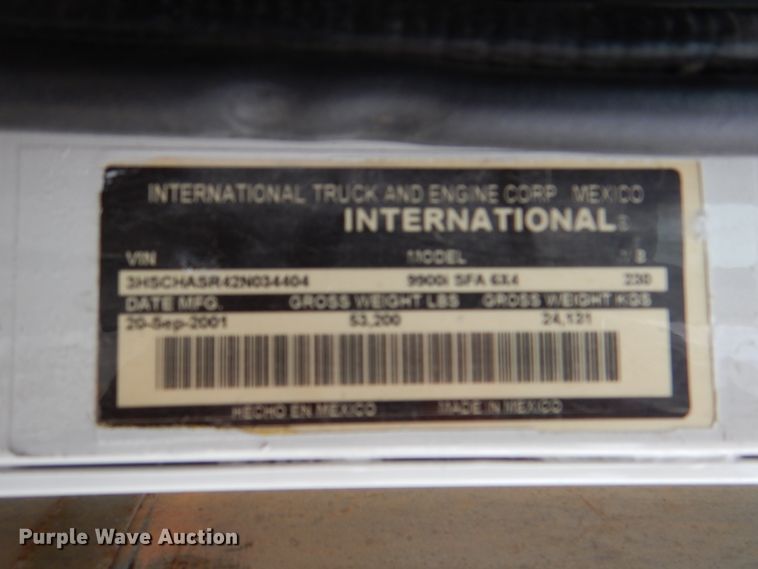 INTERNATIONAL TRUCK AND ENGINE CORP. MEXICO
INTERNATIONAL®
VIN MODEL W/B
3HSCHASR42N034404 9900i SFA 6X4 230
DATE MFG. GROSS WEIGHT LBS GROSS WEIGHT KGS
20-Sep-2001 53,200 24,131
HECHO EN MEXICO MADE IN MEXICO
Purple Wave Auction